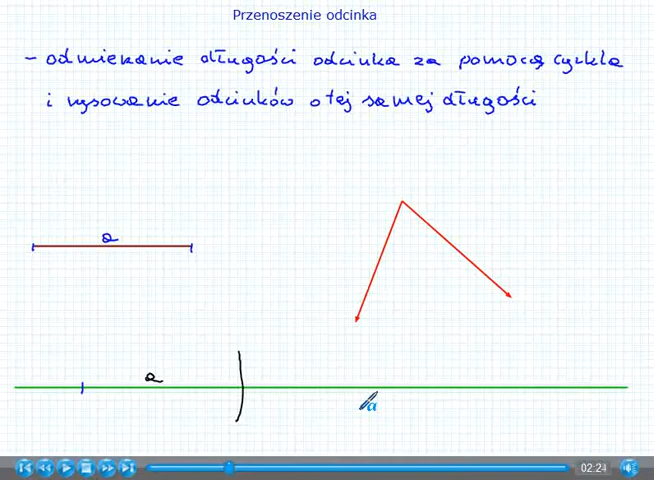 Przenoszenie odcinka
- odmierzanie długości odcinka za pomocą cyrkla
i rysowanie odcinków o tej samej długości
a
a
a
02:24